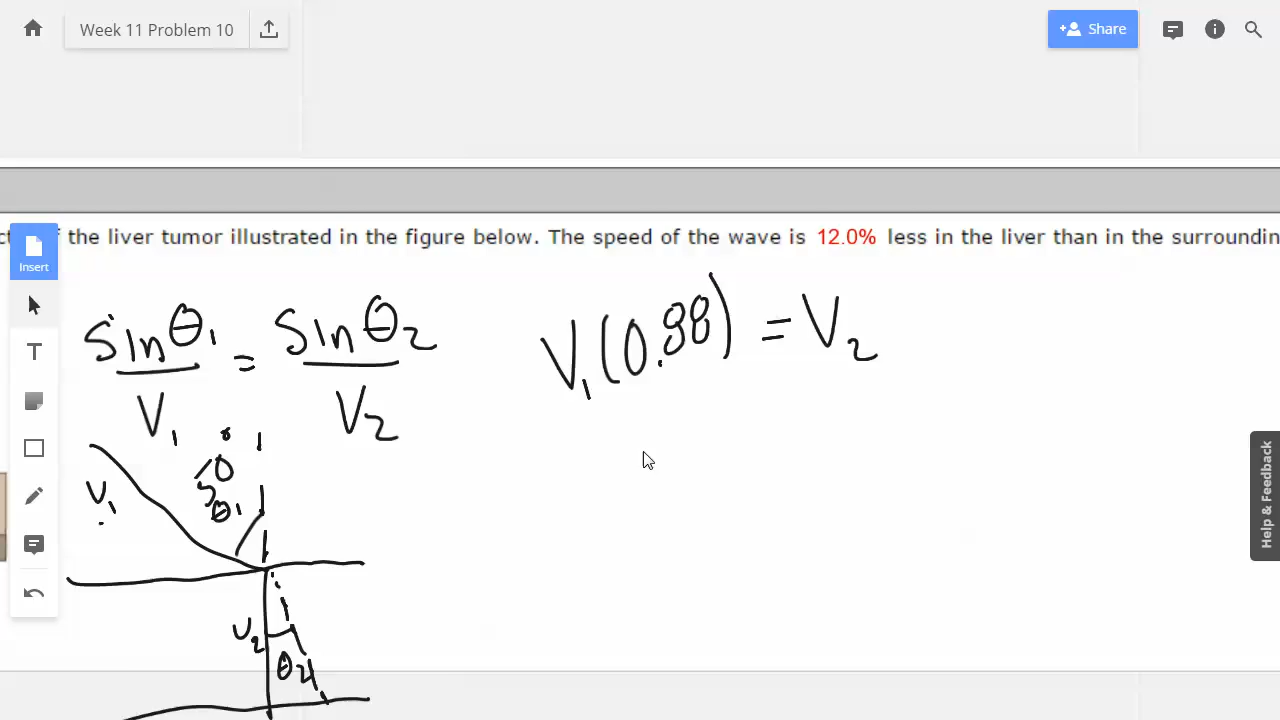 Week 11 Problem 10
Share
the liver tumor illustrated in the figure below. The speed of the wave is 12.0% less in the liver than in the
Insert
T
sinθ₁ = sinθ₂
V₁ V₂
V₁(0.88) = V₂
V₁
50°
θ₁
V₂
θ₂
Help & Feedback